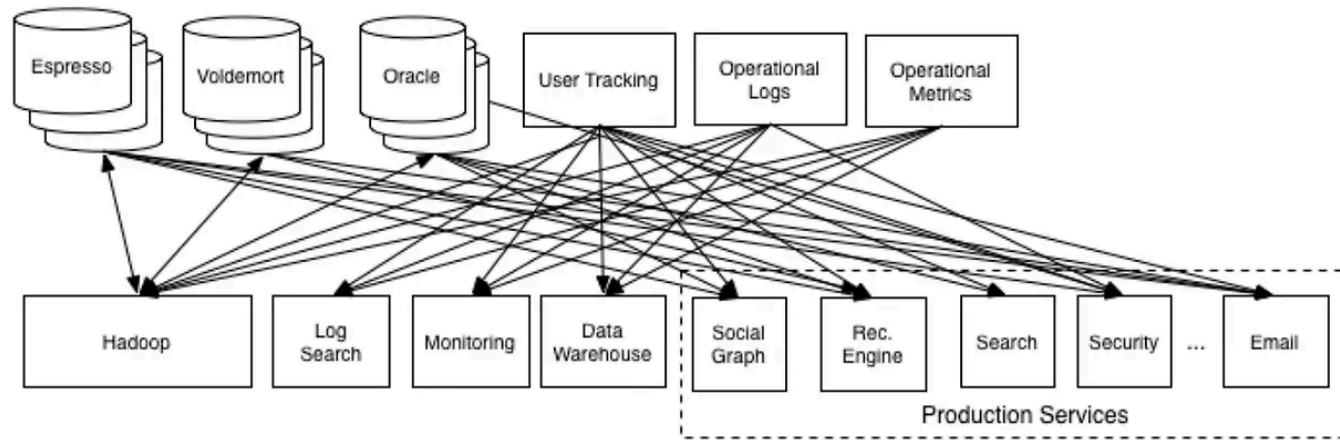 Espresso
Voldemort
Oracle
User Tracking
Operational
Logs
Operational
Metrics
Hadoop
Log
Search
Monitoring
Data
Warehouse
Social
Graph
Rec.
Engine
Search
Security
...
Email
Production Services